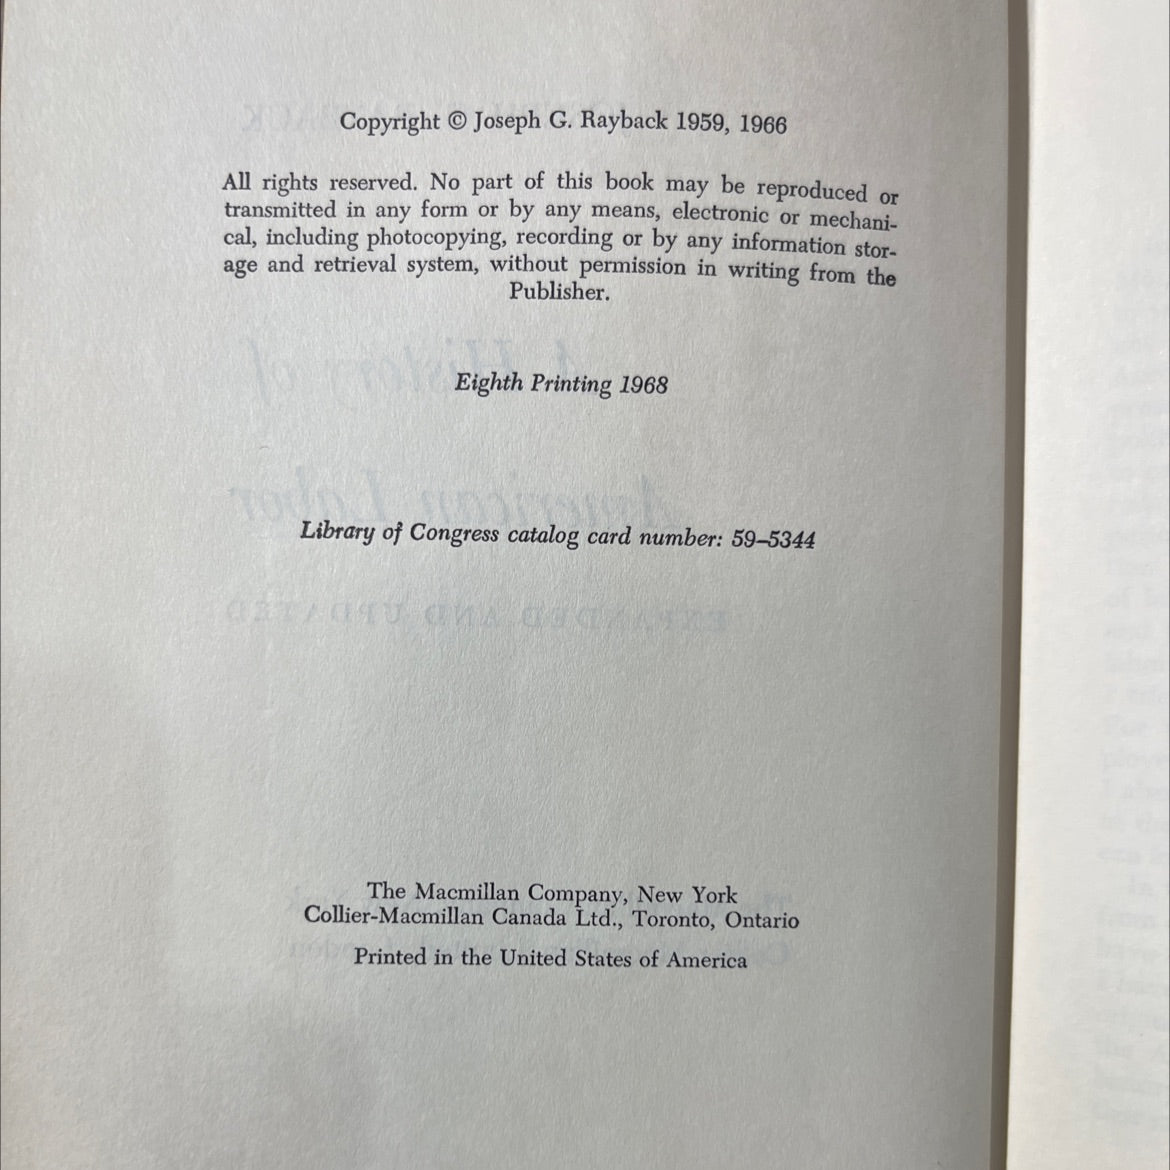 Copyright © Joseph G. Rayback 1959, 1966
All rights reserved. No part of this book may be reproduced or
transmitted in any form or by any means, electronic or mechani-
cal, including photocopying, recording or by any information stor-
age and retrieval system, without permission in writing from the
Publisher.
Eighth Printing 1968
Library of Congress catalog card number: 59–5344
The Macmillan Company, New York
Collier-Macmillan Canada Ltd., Toronto, Ontario
Printed in the United States of America